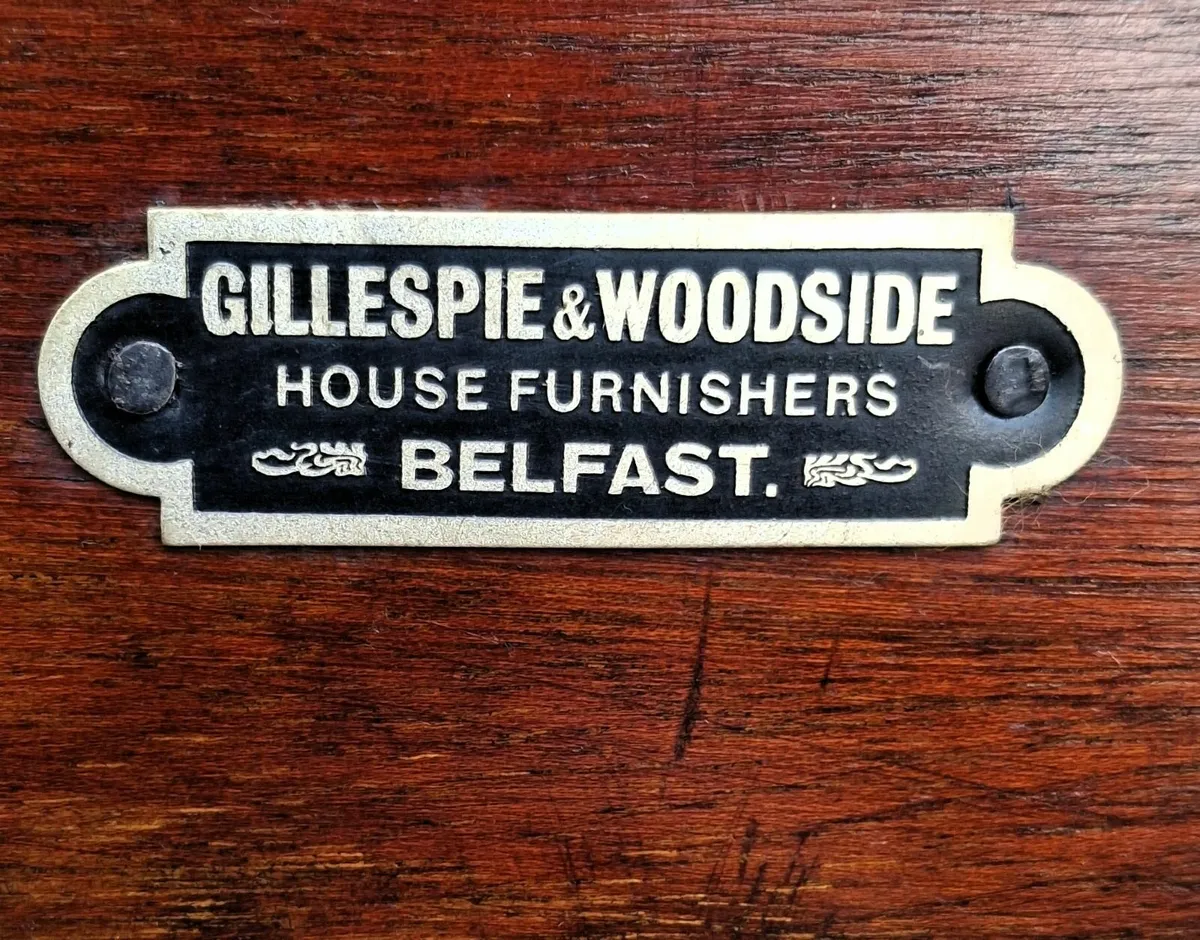 GILLESPIE & WOODSIDE
HOUSE FURNISHERS
BELFAST.